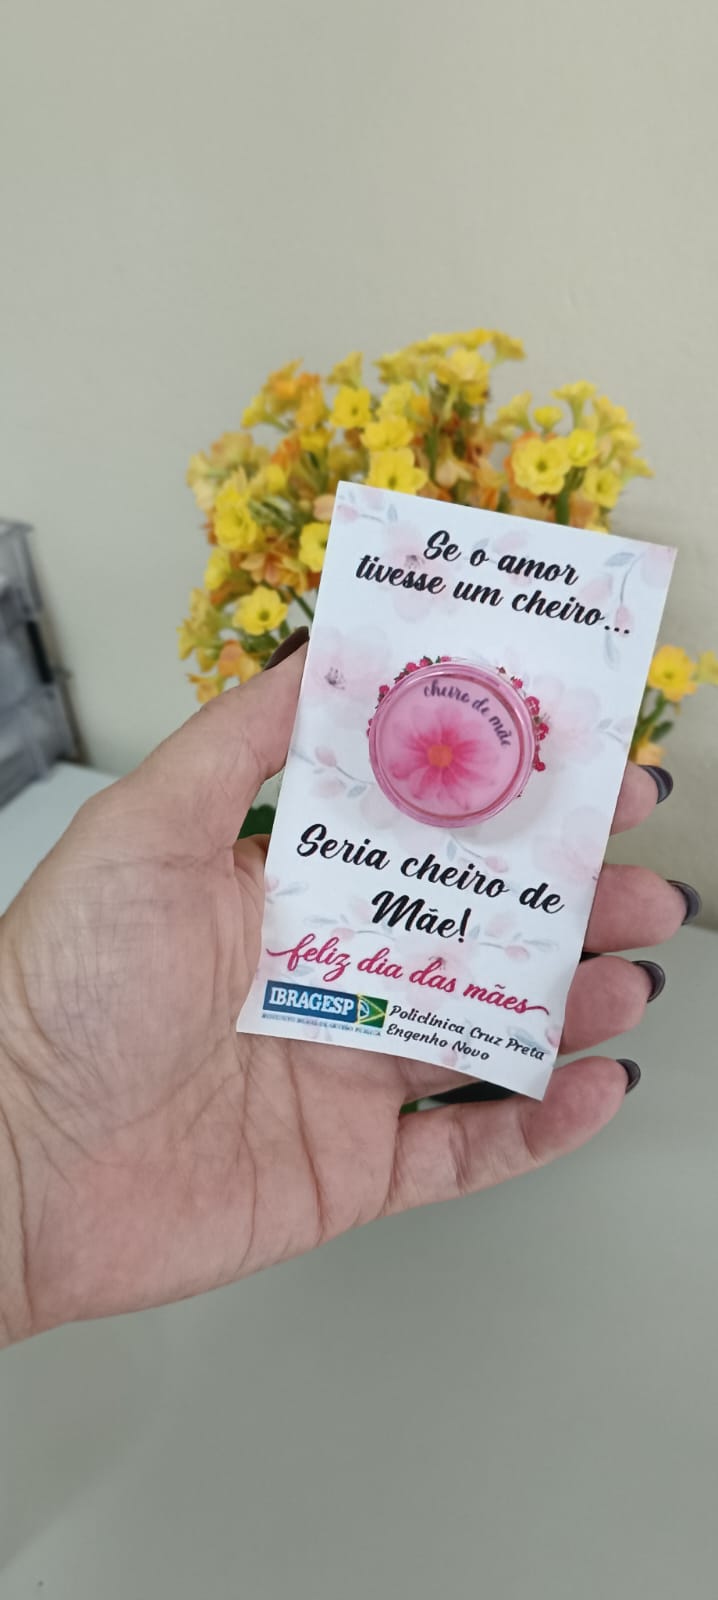 Se o amor
tivesse um cheiro...
cheiro de mãe
Seria cheiro de
Mãe!
feliz dia das mães
IBRAGESP
Policlínica Cruz Preta
Engenho Novo